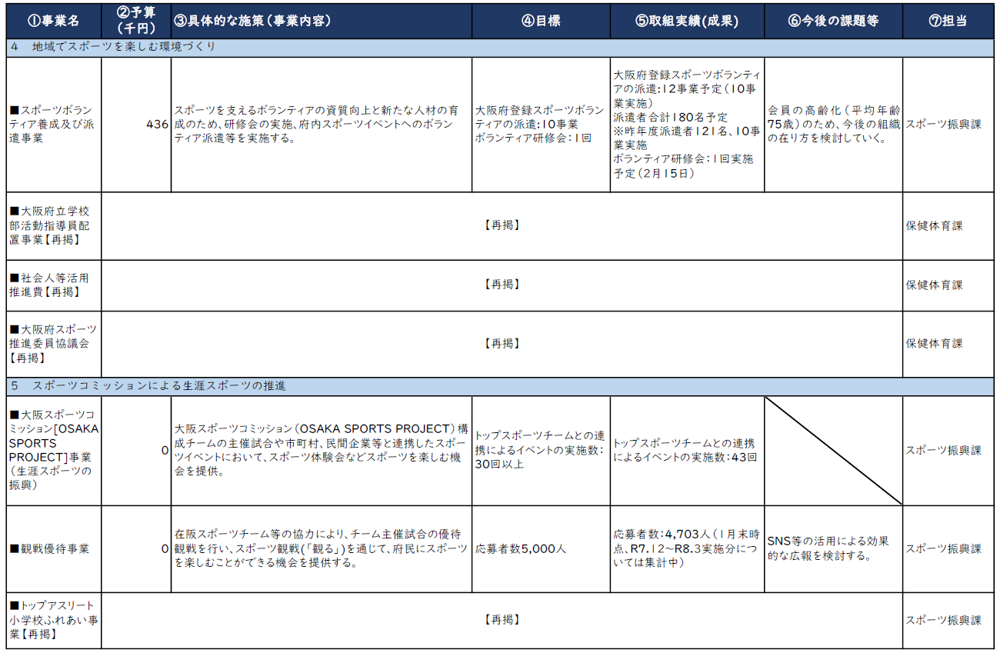 ①事業名 ②予算（千円） ③具体的な施策（事業内容） ④目標 ⑤取組実績(成果) ⑥今後の課題等 ⑦担当
４　地域でスポーツを楽しむ環境づくり
■スポーツボラン
ティア養成及び派
遣事業
436
スポーツを支えるボランティアの資質向上と新たな人材の育
成のため、研修会の実施、府内スポーツイベントへのボラン
ティア派遣等を実施する。
大阪府登録スポーツボラン
ティアの派遣：10事業
ボランティア研修会：１回
大阪府登録スポーツボランティ
アの派遣：12事業予定（10事
業実施）
派遣者合計180名予定
※昨年度派遣者121名、10事
業実施
ボランティア研修会：１回実施
予定（２月15日）
会員の高齢化（平均年齢
75歳）のため、今後の組織
の在り方を検討していく。
スポーツ振興課
■大阪府立学校
部活動指導員配
置事業【再掲】
【再掲】
保健体育課
■社会人等活用
推進費【再掲】
【再掲】
保健体育課
■大阪府スポーツ
推進委員協議会
【再掲】
【再掲】
保健体育課
５　スポーツコミッションによる生涯スポーツの推進
■大阪スポーツコ
ミッション[OSAKA
SPORTS
PROJECT]事業
（生涯スポーツの
振興）
0
大阪スポーツコミッション（OSAKA SPORTS PROJECT）構
成チームの主催試合や市町村、民間企業等と連携したスポー
ツイベントにおいて、スポーツ体験会などスポーツを楽しむ機
会を提供。
トップスポーツチームとの連
携によるイベントの実施数：
30回以上
トップスポーツチームとの連携
によるイベントの実施数：43回
スポーツ振興課
■観戦優待事業
0
在阪スポーツチーム等の協力により、チーム主催試合の優待
観戦を行い、スポーツ観戦(「観る」)を通じて、府民にスポーツ
を楽しむことができる機会を提供する。
応募者数5,000人
応募者数：4,703人（１月末時
点、R7.12～R8.3実施分につ
いては集計中）
SNS等の活用による効果
的な広報を検討する。
スポーツ振興課
■トップアスリート
小学校ふれあい事
業【再掲】
【再掲】
スポーツ振興課